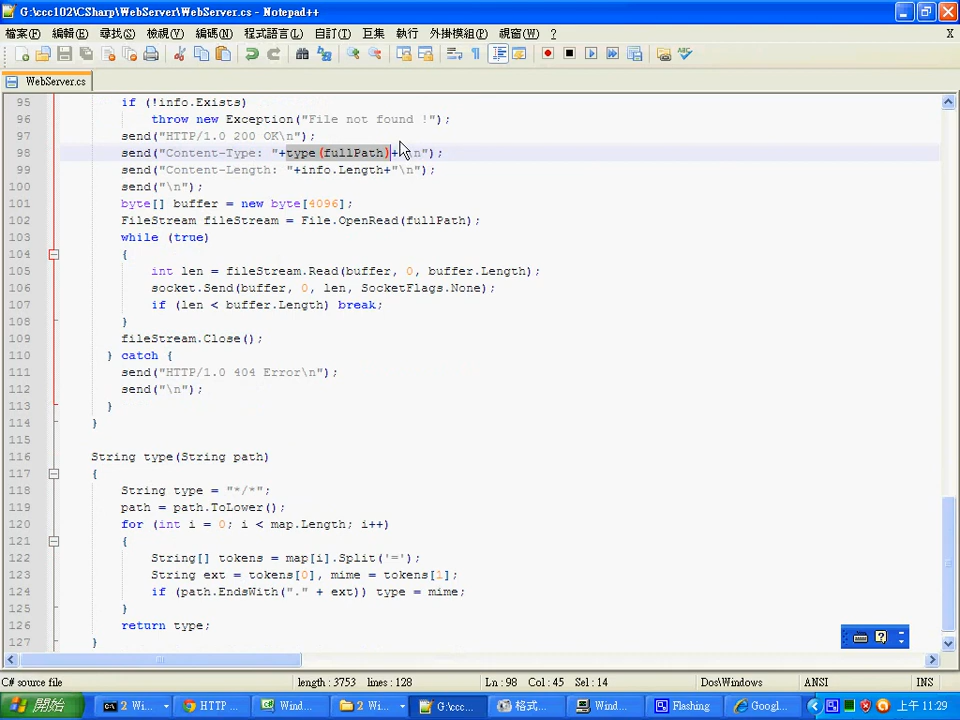 G:\ccc102\CSharp\WebServer\WebServer.cs - Notepad++
檔案(F) 編輯(E) 尋找(S) 檢視(V) 編碼(N) 程式語言(L) 自訂(T) 巨集 執行 外掛模組(P) 視窗(W) ? X
WebServer.cs
95 if (!info.Exists)
96 throw new Exception("File not found !");
97 send("HTTP/1.0 200 OK\n");
98 send("Content-Type: "+type(fullPath)+"\n");
99 send("Content-Length: "+info.Length+"\n");
100 send("\n");
101 byte[] buffer = new byte[4096];
102 FileStream fileStream = File.OpenRead(fullPath);
103 while (true)
104 {
105 int len = fileStream.Read(buffer, 0, buffer.Length);
106 socket.Send(buffer, 0, len, SocketFlags.None);
107 if (len < buffer.Length) break;
108 }
109 fileStream.Close();
110 } catch {
111 send("HTTP/1.0 404 Error\n");
112 send("\n");
113 }
114 }
115
116 String type(String path)
117 {
118 String type = "*/*";
119 path = path.ToLower();
120 for (int i = 0; i < map.Length; i++)
121 {
122 String[] tokens = map[i].Split('=');
123 String ext = tokens[0], mime = tokens[1];
124 if (path.EndsWith("." + ext)) type = mime;
125 }
126 return type;
127 }
C# source file length : 3753 lines : 128 Ln : 98 Col : 45 Sel : 14 Dos\Windows ANSI INS
開始 2 Wi... HTTP ... Wind... 2 Wi... G:\ccc... 格式... Wind... Flashing Googl... 上午 11:29